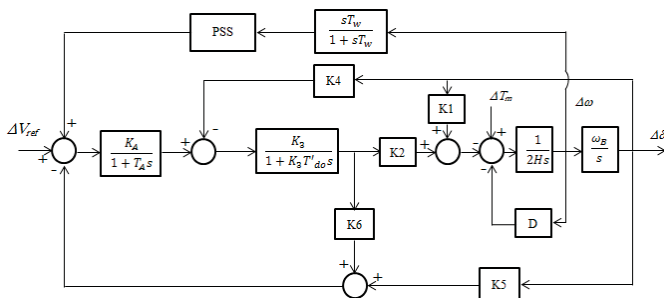 PSS
sT_w
1 + sT_w
K4
ΔV_ref
K1
ΔT_m
Δω
Δδ
+
-
+
+
-
K_A
1 + T_A s
+
K_3
1 + K_3 T'_do s
K2
+
+
-
+
-
1
2Hs
ω_B
s
D
K6
+
+
K5